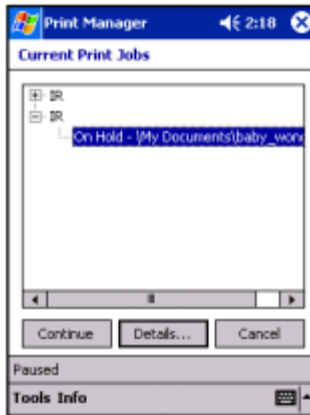 Print Manager 2:18
Current Print Jobs
IR
IR
On Hold - \My Documents\baby_won
Continue Details... Cancel
Paused
Tools Info